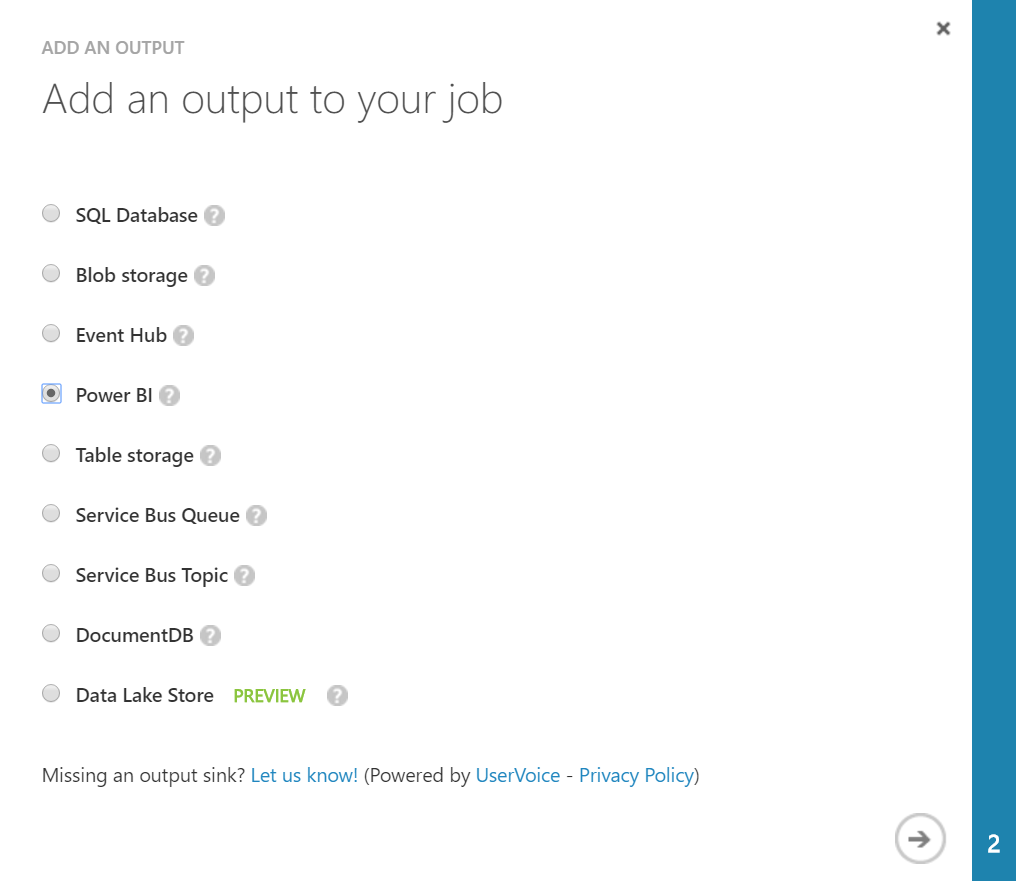 ADD AN OUTPUT
Add an output to your job
SQL Database ?
Blob storage ?
Event Hub ?
Power BI ?
Table storage ?
Service Bus Queue ?
Service Bus Topic ?
DocumentDB ?
Data Lake Store PREVIEW ?
Missing an output sink? Let us know! (Powered by UserVoice - Privacy Policy)
2